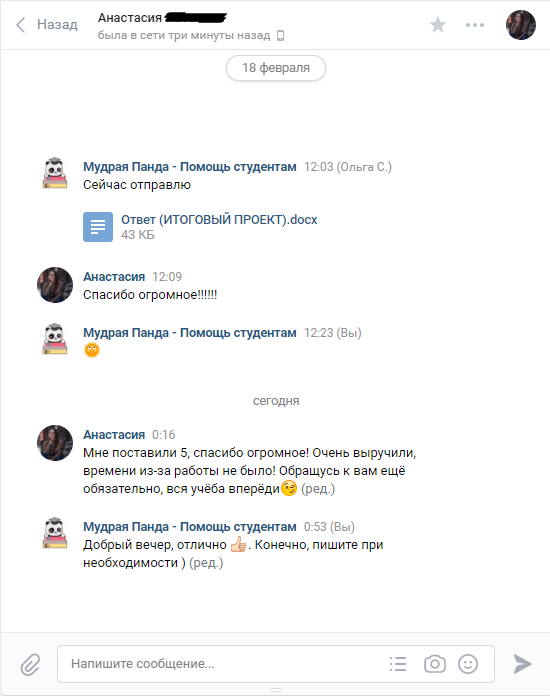 Назад
Анастасия
была в сети три минуты назад
18 февраля
Мудрая Панда - Помощь студентам 12:03 (Ольга С.)
Сейчас отправлю
Ответ (ИТОГОВЫЙ ПРОЕКТ).docx
43 КБ
Анастасия 12:09
Спасибо огромное!!!!!!
Мудрая Панда - Помощь студентам 12:23 (Вы)
сегодня
Анастасия 0:16
Мне поставили 5, спасибо огромное! Очень выручили,
времени из-за работы не было! Обращусь к вам ещё
обязательно, вся учёба вперёди (ред.)
Мудрая Панда - Помощь студентам 0:53 (Вы)
Добрый вечер, отлично . Конечно, пишите при
необходимости ) (ред.)
Напишите сообщение...